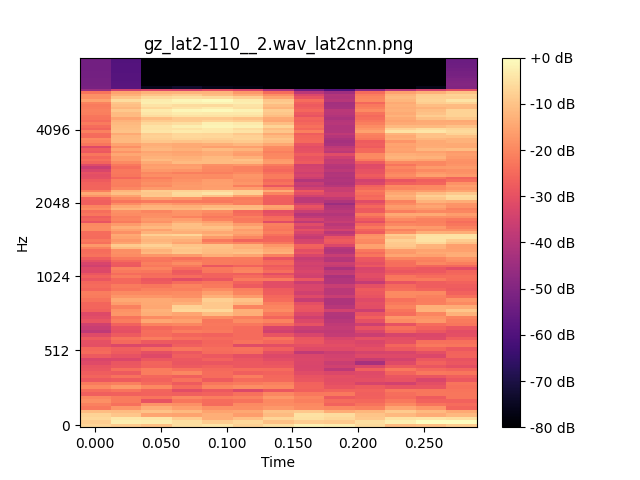 gz_lat2-110__2.wav_lat2cnn.png
Hz
4096
2048
1024
512
0
0.000 0.050 0.100 0.150 0.200 0.250
Time
+0 dB
-10 dB
-20 dB
-30 dB
-40 dB
-50 dB
-60 dB
-70 dB
-80 dB